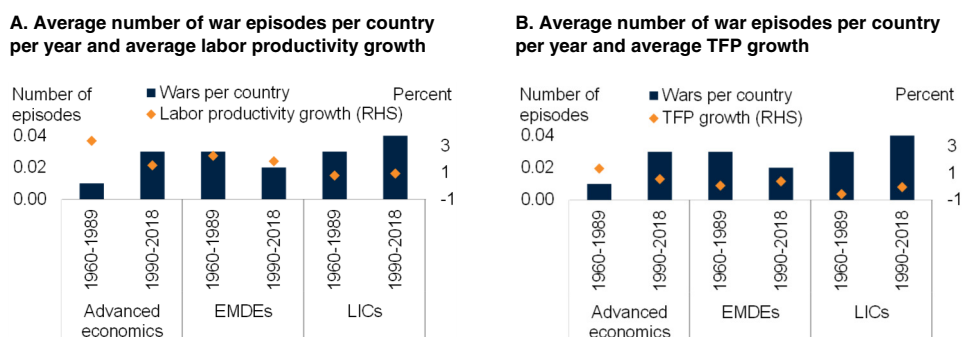 A. Average number of war episodes per country
per year and average labor productivity growth
Number of
episodes
Wars per country
Labor productivity growth (RHS)
Percent
0.04
0.02
0.00
3
1
-1
1960-1989
1990-2018
1960-1989
1990-2018
1960-1989
1990-2018
Advanced
economics
EMDEs
LICs
B. Average number of war episodes per country
per year and average TFP growth
Number of
episodes
Wars per country
TFP growth (RHS)
Percent
0.04
0.02
0.00
3
1
-1
1960-1989
1990-2018
1960-1989
1990-2018
1960-1989
1990-2018
Advanced
economics
EMDEs
LICs